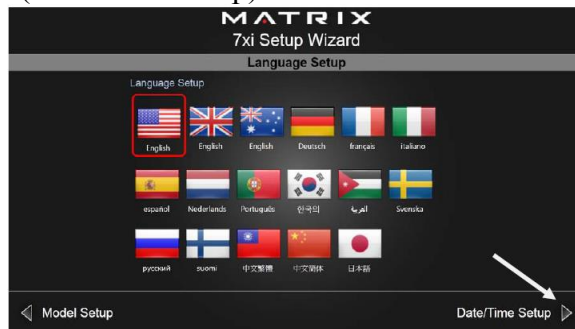 MATRIX
7xi Setup Wizard
Language Setup
Language Setup
English English English Deutsch français italiano
español Nederlands Português 한국의 العربية Svenska
русский suomi 中文繁體 中文简体 日本語
Model Setup Date/Time Setup